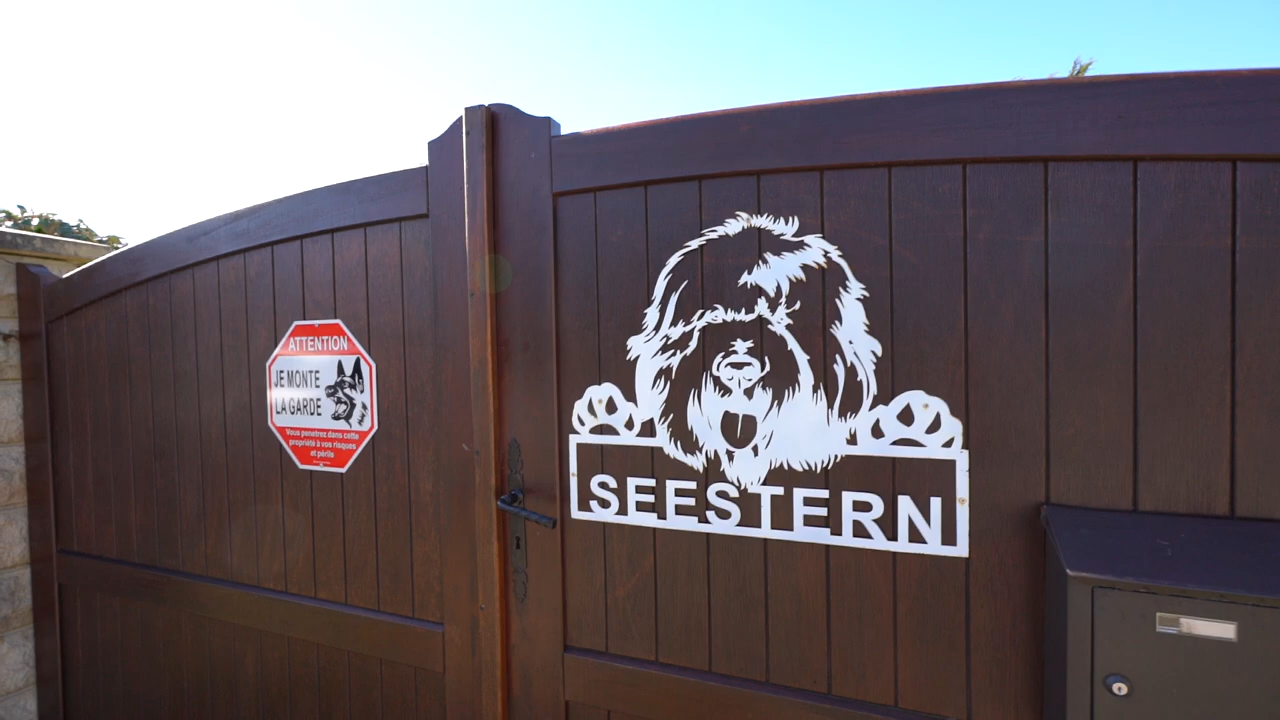 ATTENTION
JE MONTE
LA GARDE
Vous penetrez dans cette
propriété à vos risques
et périls
SEESTERN